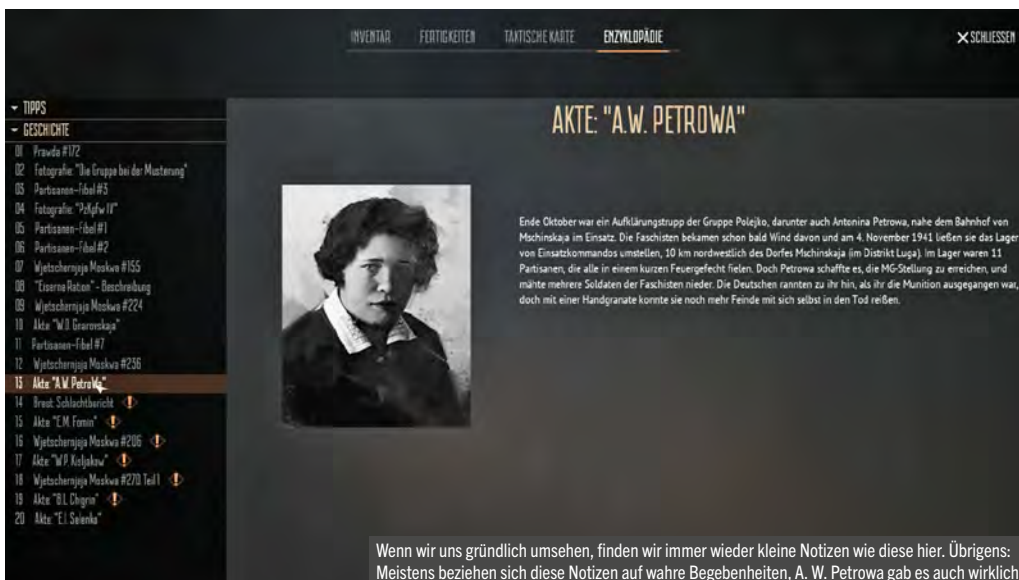 INVENTAR FERTIGKEITEN TAKTISCHE KARTE ENZYKLOPÄDIE
SCHLIESSEN
TIPPS
GESCHICHTE
01 Prawda #172
02 Fotografie: "Die Gruppe bei der Musterung"
03 Partisanen-Fibel #3
04 Fotografie: "PzKpfw IV"
05 Partisanen-Fibel #1
06 Partisanen-Fibel #2
07 Wjetschernjaja Moskwa #155
08 "Eiserne Ration" - Beschreibung
09 Wjetschernjaja Moskwa #224
10 Akte: "W.D. "
11 Partisanen-Fibel #7
12 Wjetschernjaja Moskwa #236
13 Akte: "A.W. Petrowa"
14 Brest: Schlachtbericht
15 Akte: "E.M. Fomin"
16 Wjetschernjaja Moskwa #206
17 Akte: "W.P. Kisljakow"
18 Wjetschernjaja Moskwa #270 Teil 1
19 Akte: "B.L. Chigrin"
20 Akte: "E.I. Selenko"
AKTE: "A.W. PETROWA"
Ende Oktober war ein Aufklärungstrupp der Gruppe Polejko, darunter auch Antonina Petrowa, nahe dem Bahnhof von
Mschinskaja im Einsatz. Die Faschisten bekamen schon bald Wind davon und am 4. November 1941 ließen sie das Lager
von Einsatzkommandos umstellen, 10 km nordwestlich des Dorfes Mschinskaja (im Distrikt Luga). Im Lager waren 11
Partisanen, die alle in einem kurzen Feuergefecht fielen. Doch Petrowa schaffte es, die MG-Stellung zu erreichen, und
mähte mehrere Soldaten der Faschisten nieder. Die Deutschen rannten zu ihr hin, als ihr die Munition ausgegangen war,
doch mit einer Handgranate konnte sie noch mehr Feinde mit sich selbst in den Tod reißen.
Wenn wir uns gründlich umsehen, finden wir immer wieder kleine Notizen wie diese hier. Übrigens:
Meistens beziehen sich diese Notizen auf wahre Begebenheiten, A. W. Petrowa gab es auch wirklich.